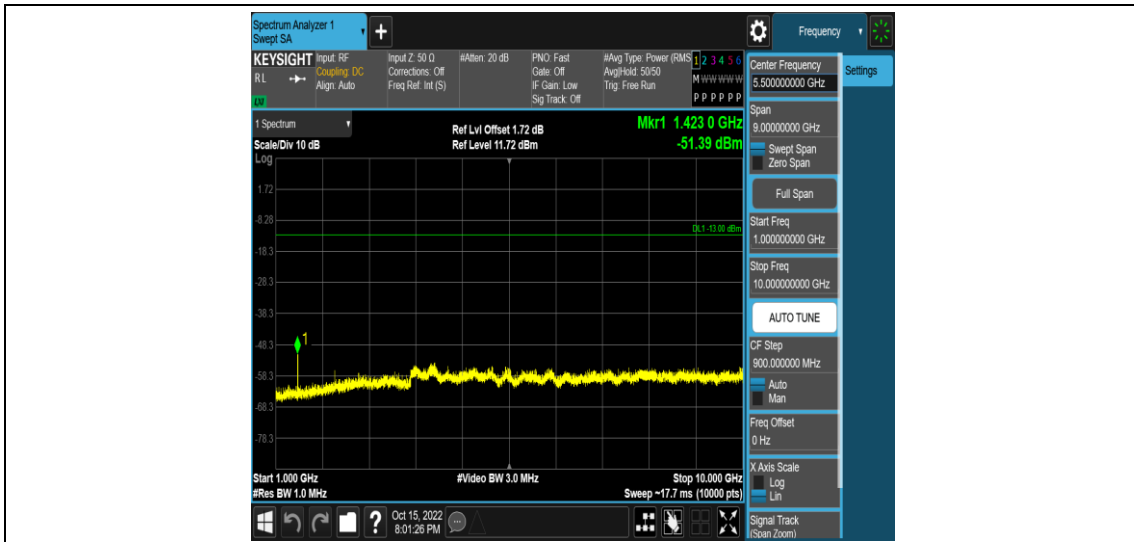 Spectrum Analyzer 1
Swept SA
+
Frequency
KEYSIGHT
RL
LM
Input: RF
Coupling: DC
Align: Auto
Input Z: 50 Ω
Corrections: Off
Freq Ref: Int (S)
#Atten: 20 dB
PNO: Fast
Gate: Off
IF Gain: Low
Sig Track: Off
#Avg Type: Power (RMS
Avg|Hold: 50/50
Trig: Free Run
1 2 3 4 5 6
M W W W W W
P P P P P P
1 Spectrum
Scale/Div 10 dB
Ref Lvl Offset 1.72 dB
Ref Level 11.72 dBm
Mkr1 1.423 0 GHz
-51.39 dBm
Log
1.72
-8.28
DL1 -13.00 dBm
-18.3
-28.3
-38.3
1
-48.3
-58.3
-68.3
-78.3
Start 1.000 GHz
#Video BW 3.0 MHz
Stop 10.000 GHz
#Res BW 1.0 MHz
Sweep ~17.7 ms (10000 pts)
?
Oct 15, 2022
8:01:26 PM
Center Frequency
5.500000000 GHz
Settings
Span
9.00000000 GHz
Swept Span
Zero Span
Full Span
Start Freq
1.000000000 GHz
Stop Freq
10.000000000 GHz
AUTO TUNE
CF Step
900.000000 MHz
Auto
Man
Freq Offset
0 Hz
X Axis Scale
Log
Lin
Signal Track
(Span Zoom)